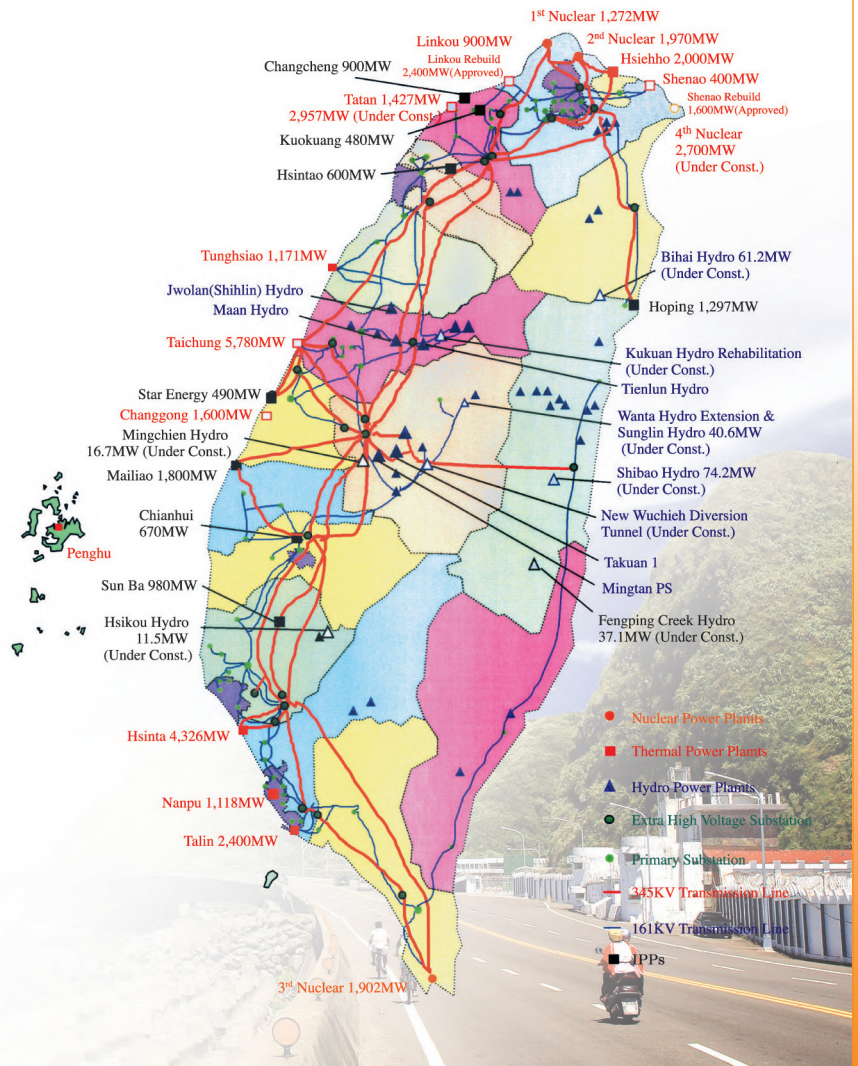 1st Nuclear 1,272MW
Linkou 900MW
2nd Nuclear 1,970MW
Linkou Rebuild
2,400MW(Approved)
Hsiehho 2,000MW
Changcheng 900MW
Shenao 400MW
Tatan 1,427MW
2,957MW (Under Const.)
Shenao Rebuild
1,600MW(Approved)
Kuokuang 480MW
4th Nuclear
2,700MW
(Under Const.)
Hsintao 600MW
Tunghsiao 1,171MW
Bihai Hydro 61.2MW
(Under Const.)
Jwolan(Shihlin) Hydro
Hoping 1,297MW
Maan Hydro
Taichung 5,780MW
Kukuan Hydro Rehabilitation
(Under Const.)
Tienlun Hydro
Star Energy 490MW
Changgong 1,600MW
Wanta Hydro Extension &
Sunglin Hydro 40.6MW
(Under Const.)
Mingchien Hydro
16.7MW (Under Const.)
Mailiao 1,800MW
Shibao Hydro 74.2MW
(Under Const.)
Chianhui
670MW
New Wuchieh Diversion
Tunnel (Under Const.)
Penghu
Takuan 1
Sun Ba 980MW
Mingtan PS
Hsikou Hydro
11.5MW
(Under Const.)
Fengping Creek Hydro
37.1MW (Under Const.)
Hsinta 4,326MW
Nuclear Power Plamts
Thermal Power Plamts
Hydro Power Plamts
Nanpu 1,118MW
Extra High Voltage Substation
Talin 2,400MW
Primary Substation
345KV Transmission Line
161KV Transmission Line
IPPs
3rd Nuclear 1,902MW